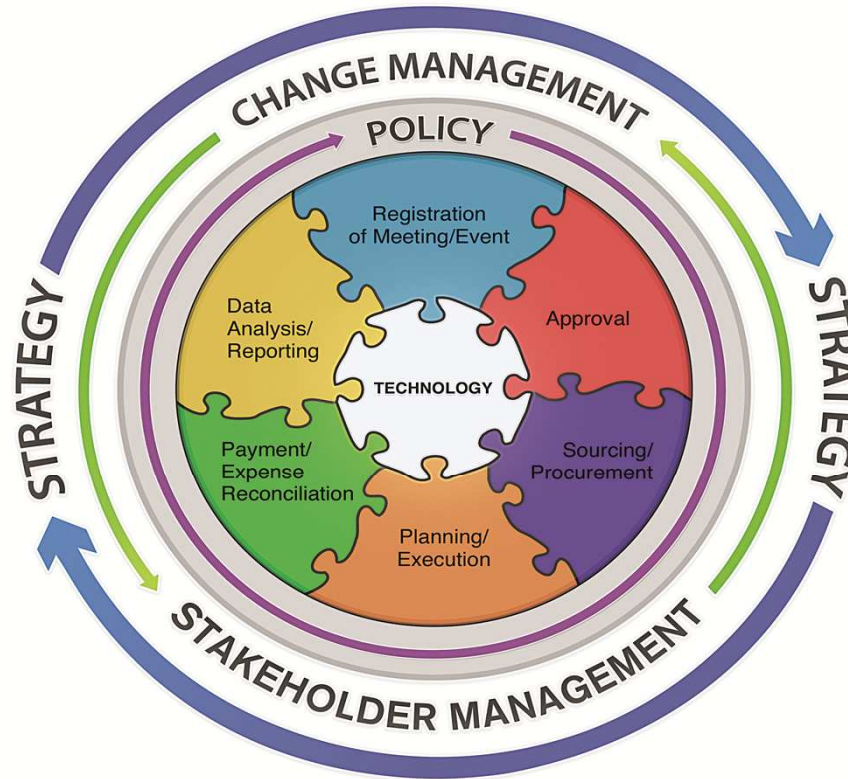 CHANGE MANAGEMENT
POLICY
Registration
of Meeting/Event
Data
Analysis/
Reporting
Approval
STRATEGY
TECHNOLOGY
STRATEGY
Payment/
Expense
Reconciliation
Sourcing/
Procurement
Planning/
Execution
STAKEHOLDER MANAGEMENT